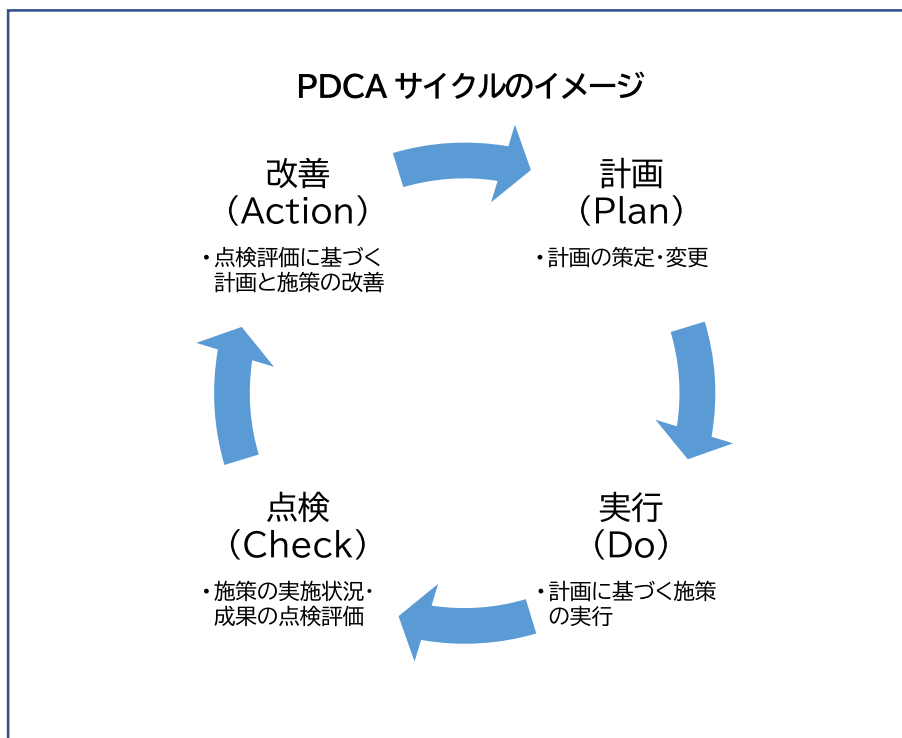 PDCA サイクルのイメージ
改善
（Action）
・点検評価に基づく
計画と施策の改善
計画
（Plan）
・計画の策定・変更
実行
（Do）
・計画に基づく施策
の実行
点検
（Check）
・施策の実施状況・
成果の点検評価